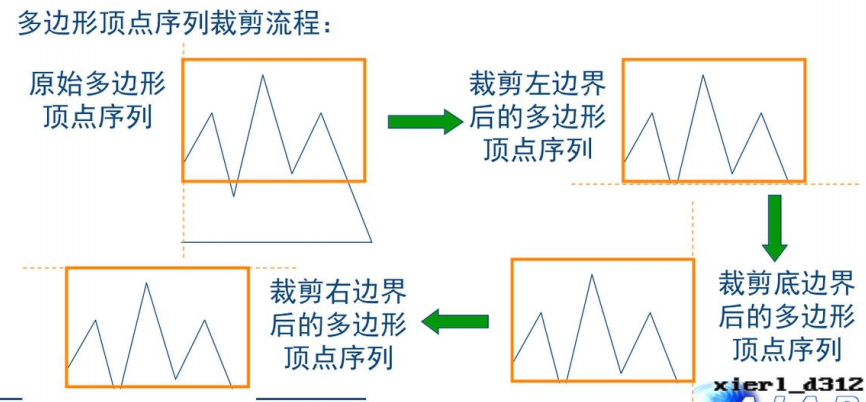 多边形顶点序列裁剪流程：
原始多边形
顶点序列
裁剪左边界
后的多边形
顶点序列
裁剪底边界
后的多边形
顶点序列
裁剪右边界
后的多边形
顶点序列
xierl_d312